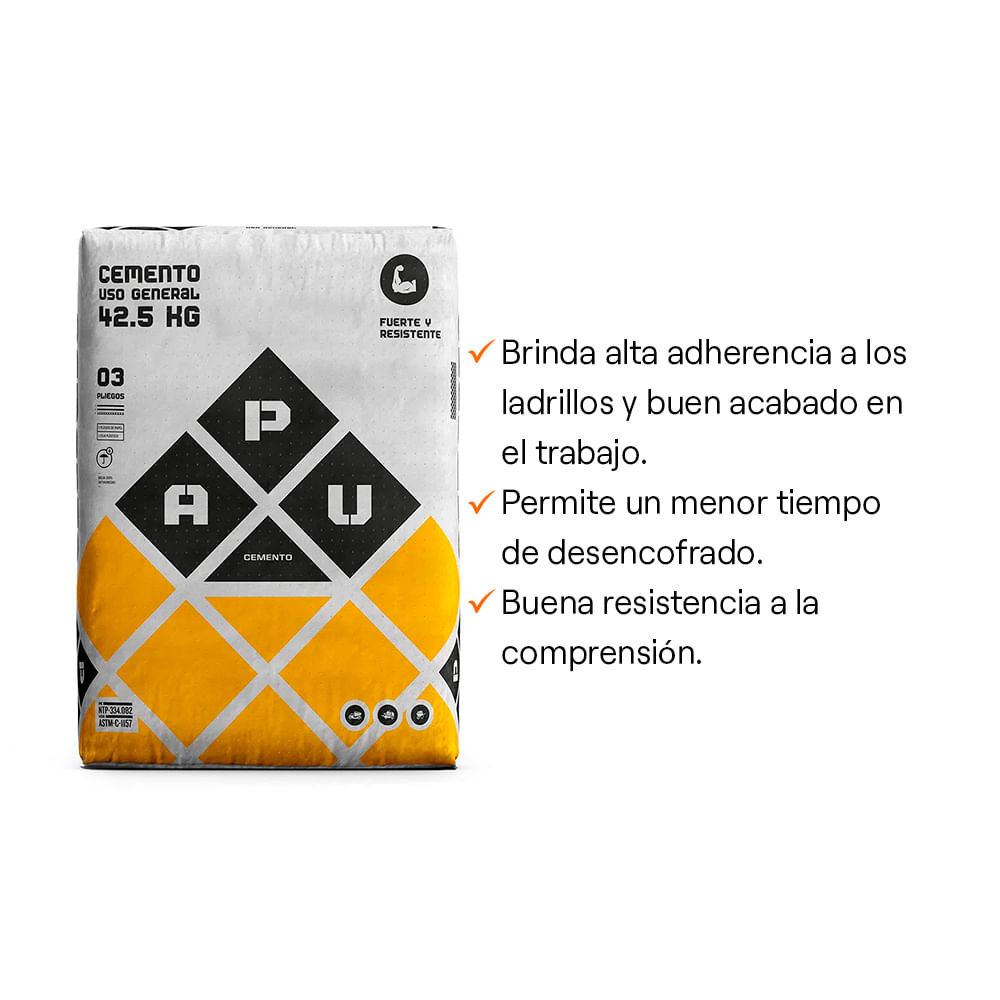 CEMENTO
USO GENERAL
42.5 KG
FUERTE Y
RESISTENTE
03
PLIEGOS
P
A U
CEMENTO
NTP-334.082
ASTM-C-1157
Brinda alta adherencia a los
ladrillos y buen acabado en
el trabajo.
Permite un menor tiempo
de desencofrado.
Buena resistencia a la
comprensión.